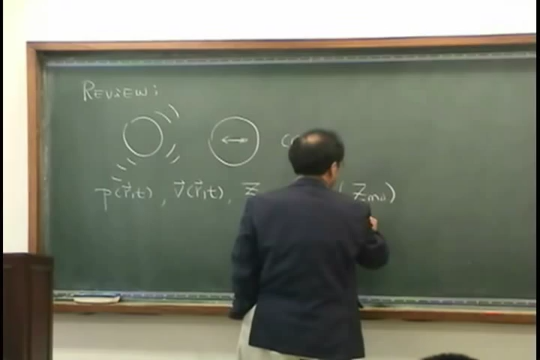 REVIEW:
p(r⃗,t), v⃗(r⃗,t), Z (Zm